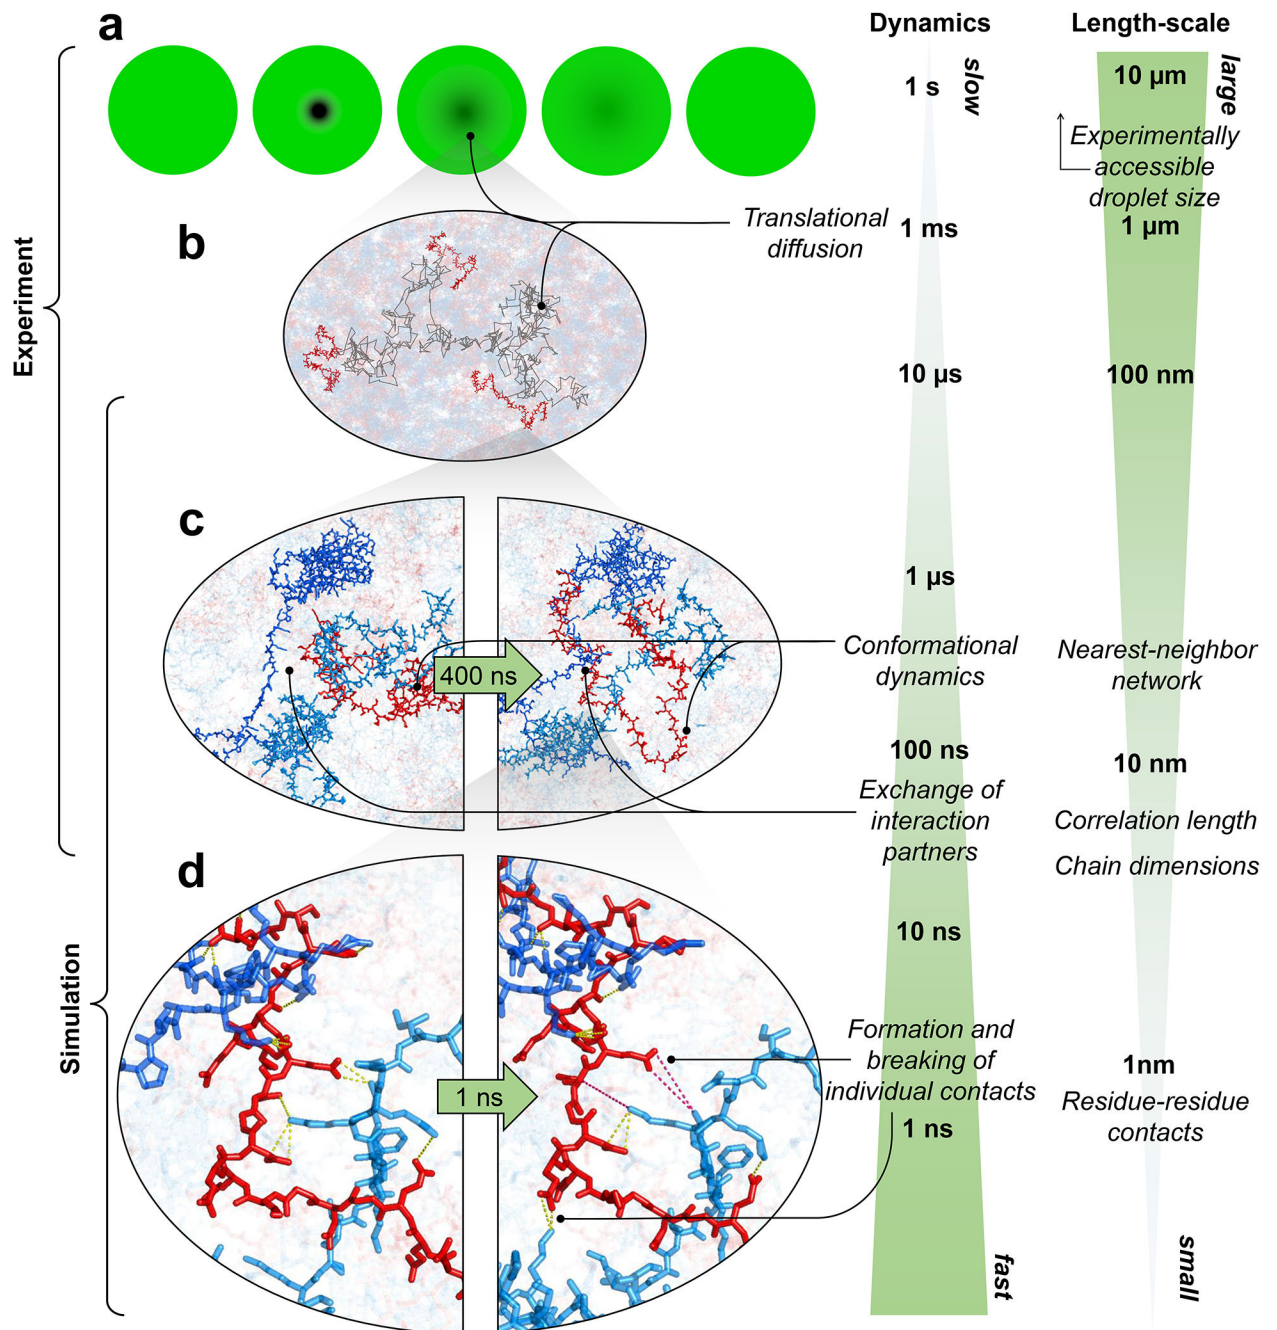 a
Dynamics
Length-scale
slow
large
1 s
10 µm
Experimentally
accessible
droplet size
Experiment
b
Translational
diffusion
1 ms
1 µm
10 µs
100 nm
c
1 µs
400 ns
Conformational
dynamics
Nearest-neighbor
network
100 ns
10 nm
Exchange of
interaction
partners
Correlation length
Chain dimensions
d
Simulation
10 ns
Formation and
breaking of
individual contacts
1 ns
1nm
Residue-residue
contacts
1 ns
fast
small